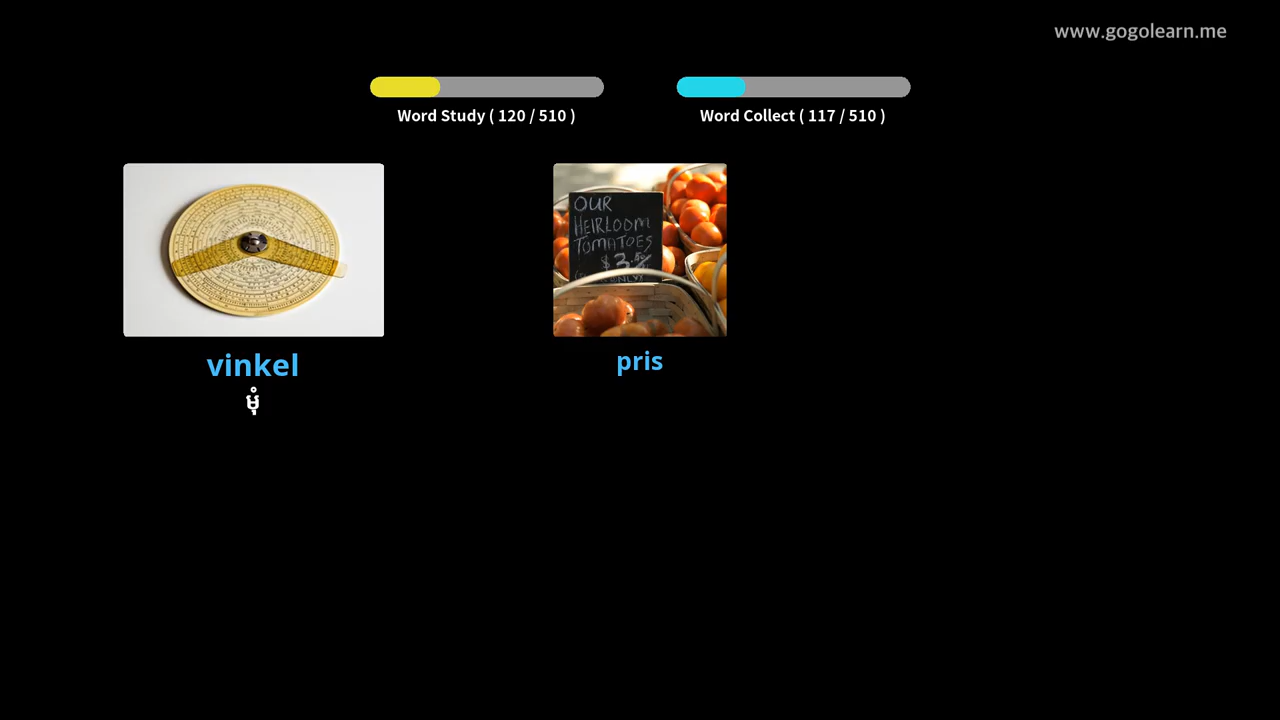 www.gogolearn.me
Word Study ( 120 / 510 )
Word Collect ( 117 / 510 )
OUR
HEIRLOOM
TOMATOES
vinkel
មុំ
pris